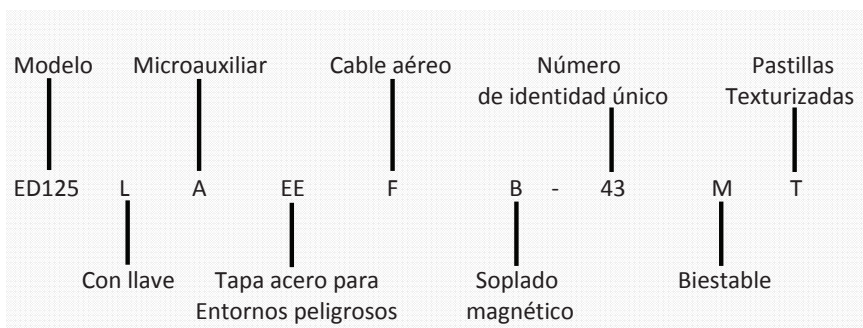 Modelo Microauxiliar Cable aéreo Número Pastillas
de identidad único Texturizadas
ED125 L A EE F B - 43 M T
Con llave Tapa acero para Soplado Biestable
Entornos peligrosos magnético